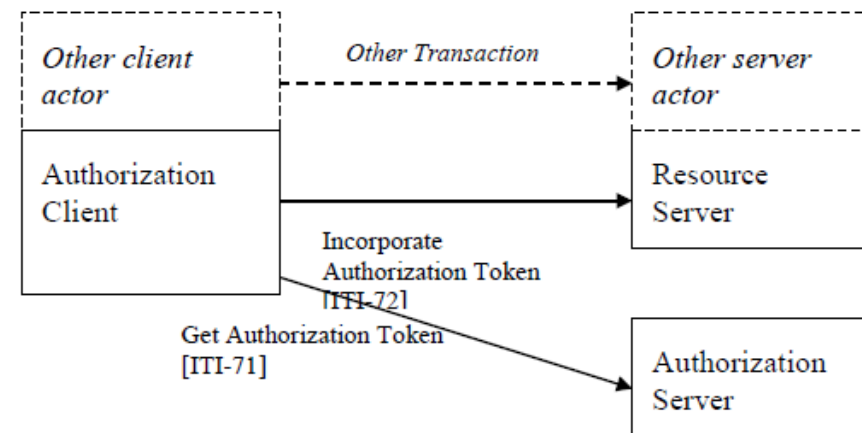 Other client
actor
Other Transaction
Other server
actor
Authorization
Client
Resource
Server
Incorporate
Authorization Token
[ITI-72]
Get Authorization Token
[ITI-71]
Authorization
Server